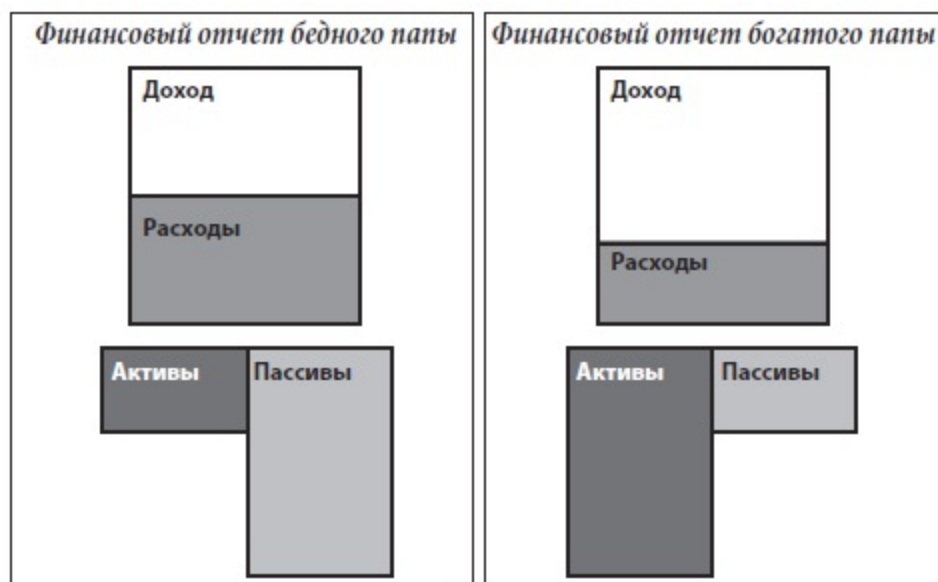 Финансовый отчет бедного папы
Доход
Расходы
Активы
Пассивы
Финансовый отчет богатого папы
Доход
Расходы
Активы
Пассивы